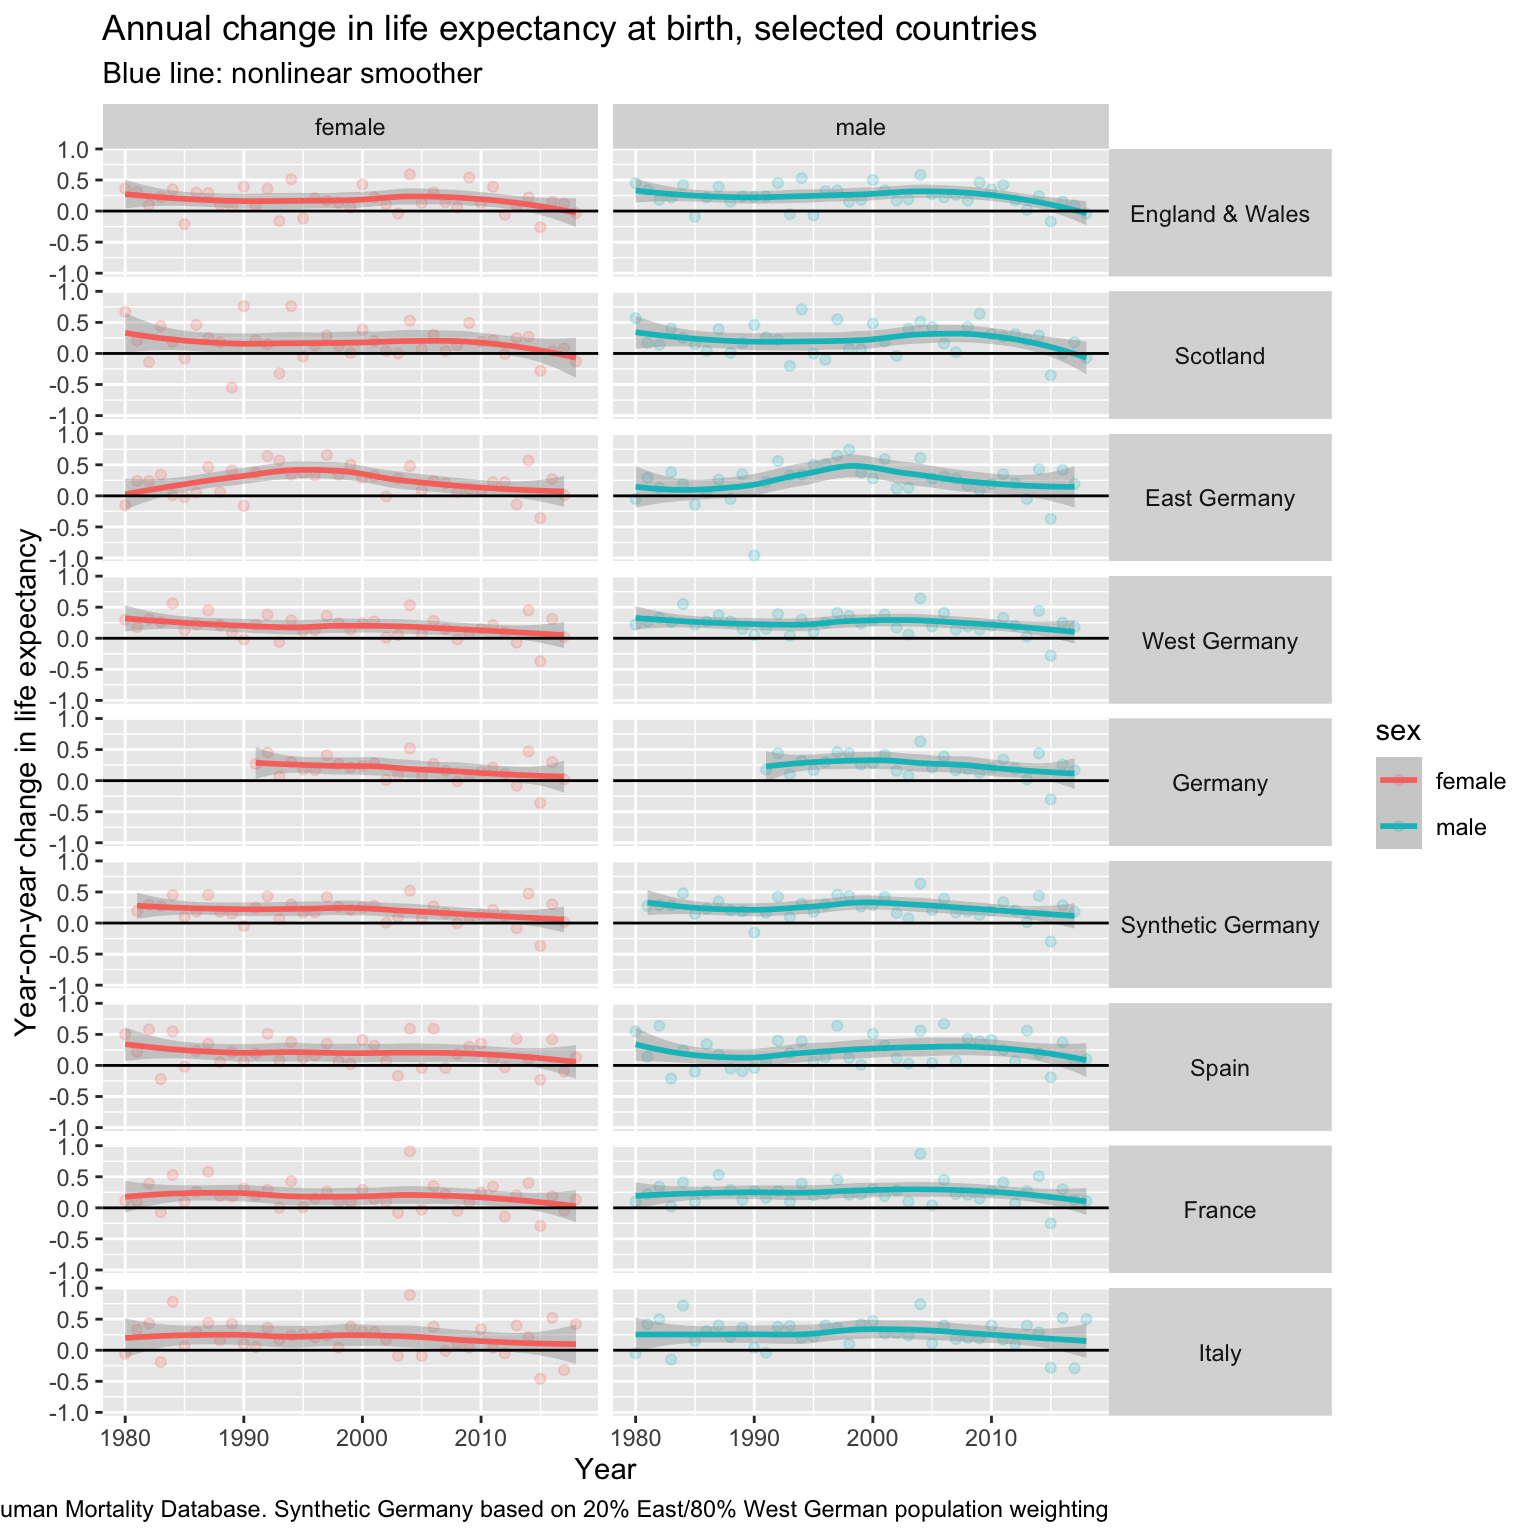 Annual change in life expectancy at birth, selected countries
Blue line: nonlinear smoother
female
male
1.0
0.5
0.0
-0.5
-1.0
England & Wales
1.0
0.5
0.0
-0.5
-1.0
Scotland
1.0
0.5
0.0
-0.5
-1.0
East Germany
1.0
0.5
0.0
-0.5
-1.0
West Germany
1.0
0.5
0.0
-0.5
-1.0
Germany
1.0
0.5
0.0
-0.5
-1.0
Synthetic Germany
1.0
0.5
0.0
-0.5
-1.0
Spain
1.0
0.5
0.0
-0.5
-1.0
France
1.0
0.5
0.0
-0.5
-1.0
Italy
Year-on-year change in life expectancy
sex
female
male
1980 1990 2000 2010 1980 1990 2000 2010
Year
uman Mortality Database. Synthetic Germany based on 20% East/80% West German population weighting